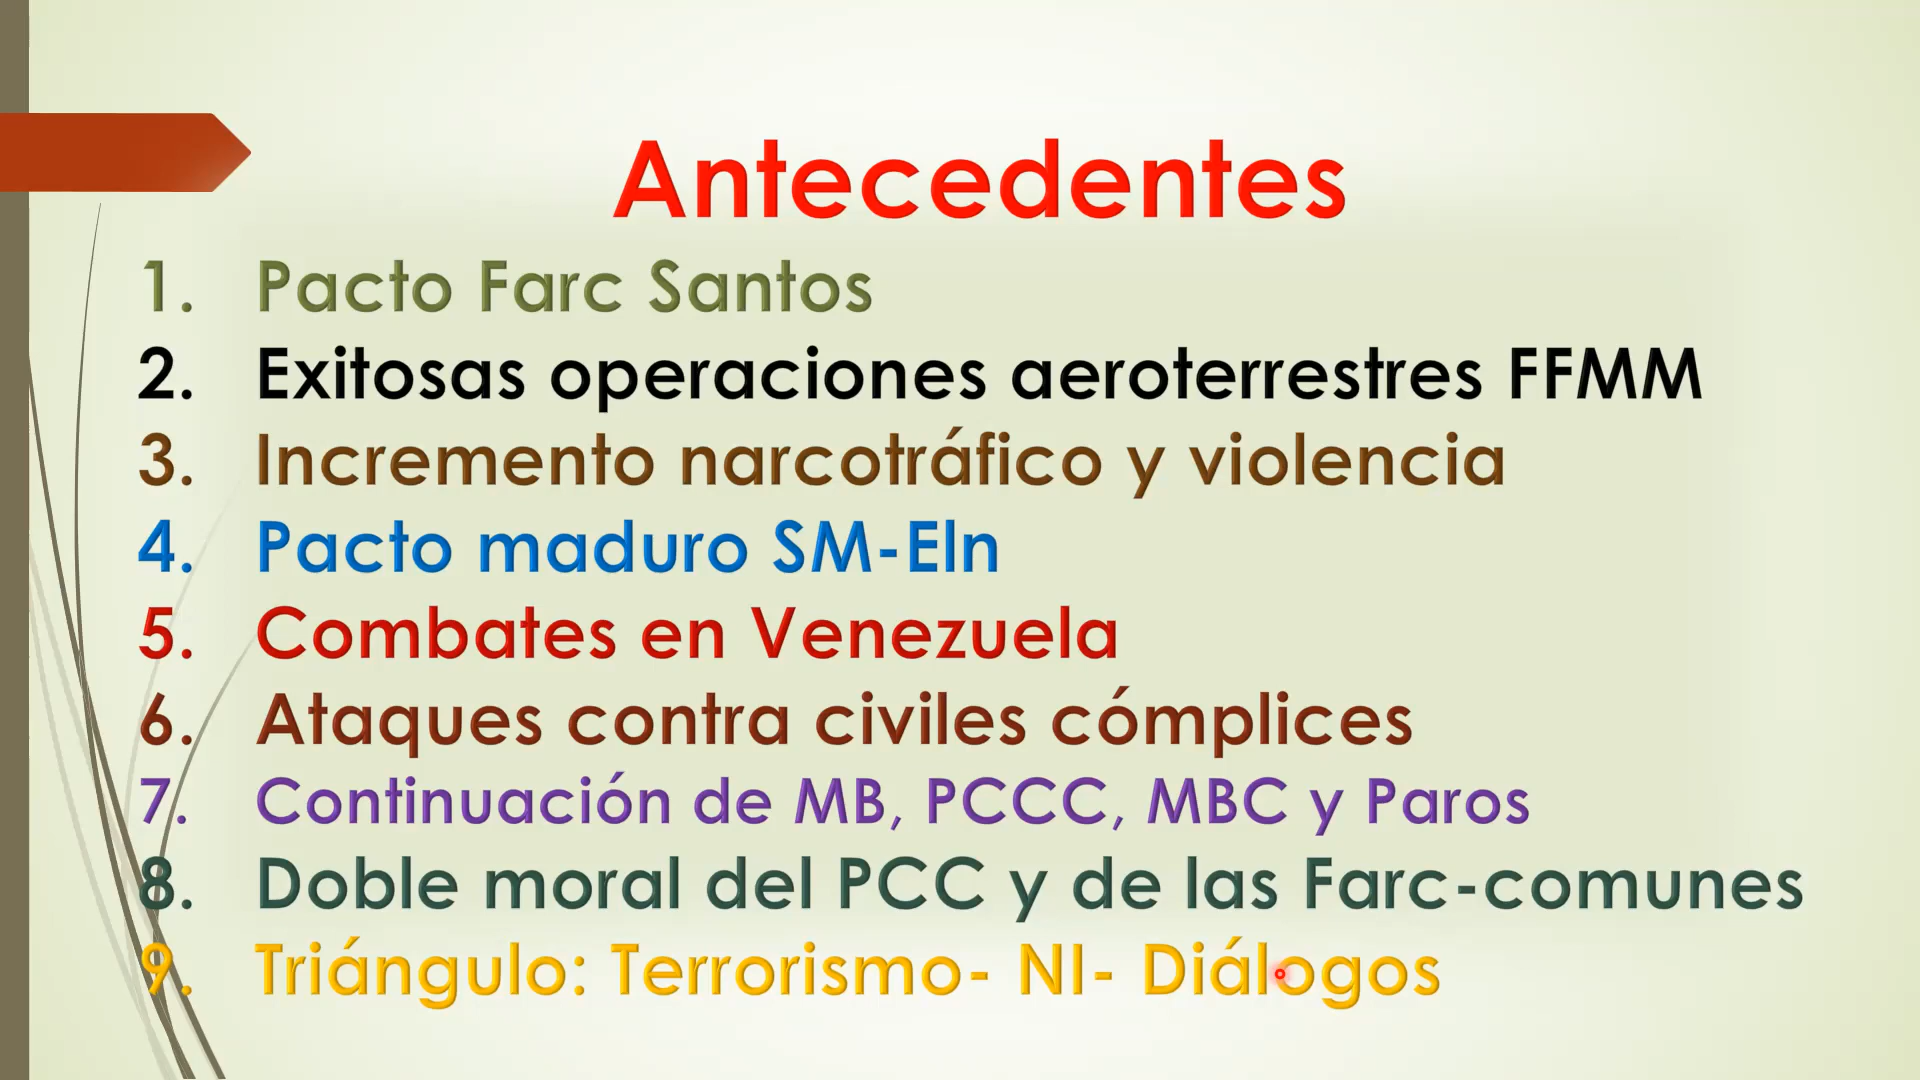 Antecedentes
1. Pacto Farc Santos
2. Exitosas operaciones aeroterrestres FFMM
3. Incremento narcotráfico y violencia
4. Pacto maduro SM-Eln
5. Combates en Venezuela
6. Ataques contra civiles cómplices
7. Continuación de MB, PCCC, MBC y Paros
8. Doble moral del PCC y de las Farc-comunes
9. Triángulo: Terrorismo- NI- Diálogos